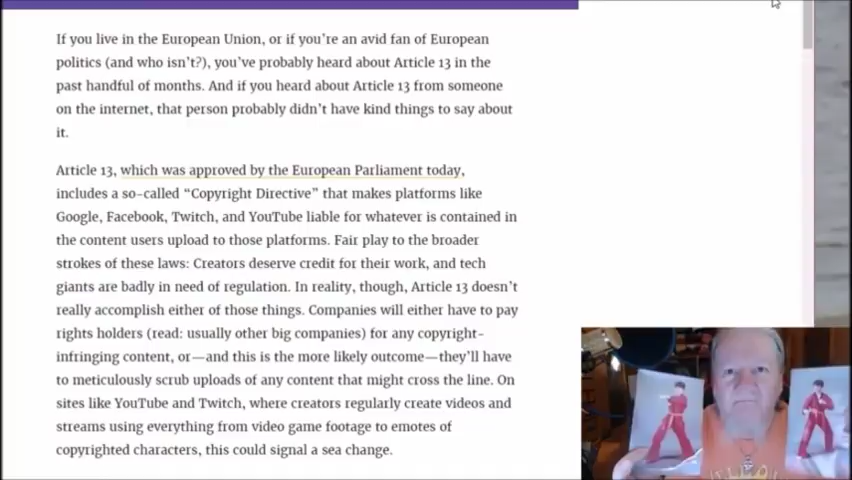 If you live in the European Union, or if you’re an avid fan of European
politics (and who isn’t?), you’ve probably heard about Article 13 in the
past handful of months. And if you heard about Article 13 from someone
on the internet, that person probably didn’t have kind things to say about
it.
Article 13, which was approved by the European Parliament today,
includes a so-called “Copyright Directive” that makes platforms like
Google, Facebook, Twitch, and YouTube liable for whatever is contained in
the content users upload to those platforms. Fair play to the broader
strokes of these laws: Creators deserve credit for their work, and tech
giants are badly in need of regulation. In reality, though, Article 13 doesn’t
really accomplish either of those things. Companies will either have to pay
rights holders (read: usually other big companies) for any copyright-
infringing content, or—and this is the more likely outcome—they’ll have
to meticulously scrub uploads of any content that might cross the line. On
sites like YouTube and Twitch, where creators regularly create videos and
streams using everything from video game footage to emotes of
copyrighted characters, this could signal a sea change.